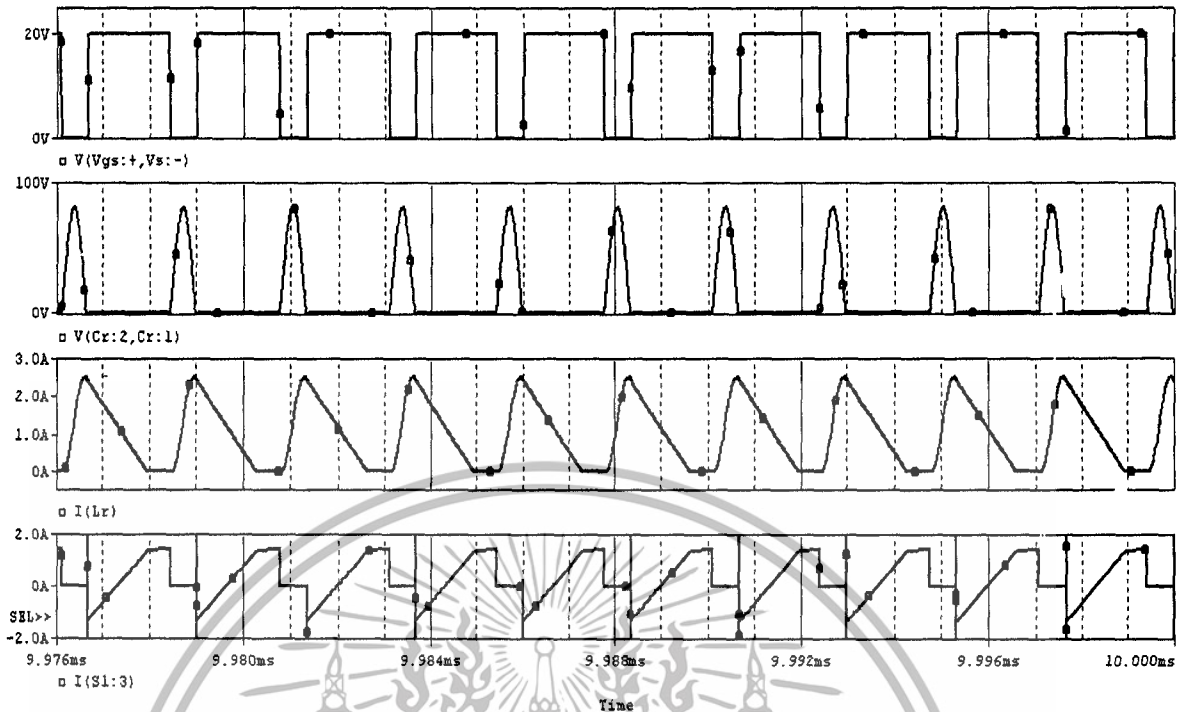 20V
0V
V(Vgs:+,Vs:-)
100V
0V
V(Cr:2,Cr:1)
3.0A
2.0A
1.0A
0A
I(Lr)
2.0A
0A
SEL>>
-2.0A
9.976ms 9.980ms 9.984ms 9.988ms 9.992ms 9.996ms 10.000ms
I(S1:3)
Time